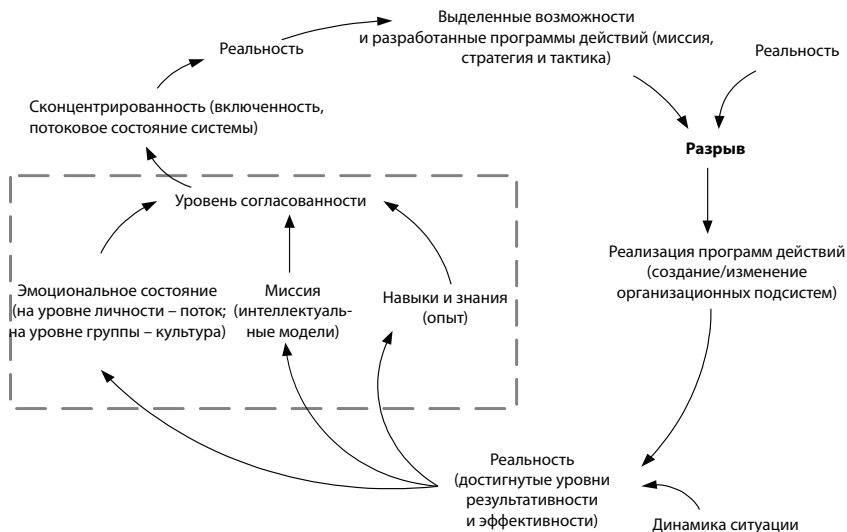 Выделенные возможности
и разработанные программы действий (миссия,
стратегия и тактика)
Реальность
Реальность
Сконцентрированность (включенность,
потоковое состояние системы)
Разрыв
Уровень согласованности
Реализация программ действий
(создание/изменение
организационных подсистем)
Эмоциональное состояние
(на уровне личности – поток;
на уровне группы – культура)
Миссия
(интеллектуаль-
ные модели)
Навыки и знания
(опыт)
Реальность
(достигнутые уровни
результативности
и эффективности)
Динамика ситуации